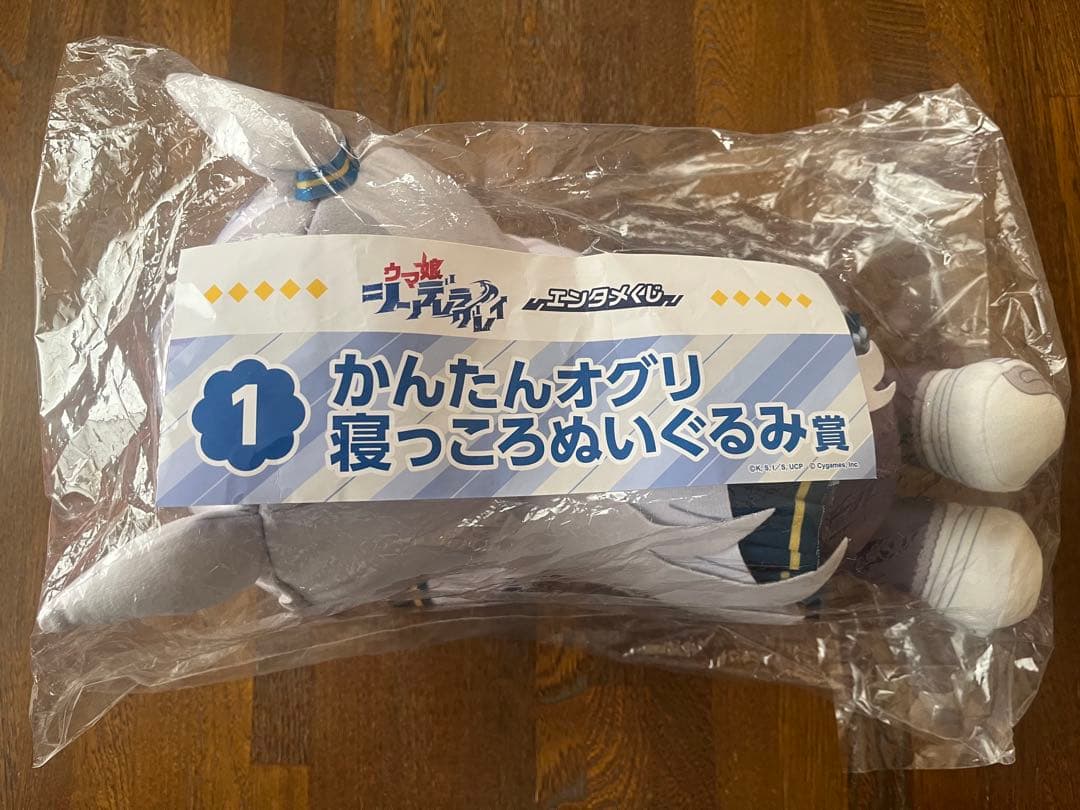 ウマ娘
シンデレラグレイ
エンタメくじ
1
かんたんオグリ
寝っころぬいぐるみ賞
©K, S, I／S, UCP ©Cygames, Inc.